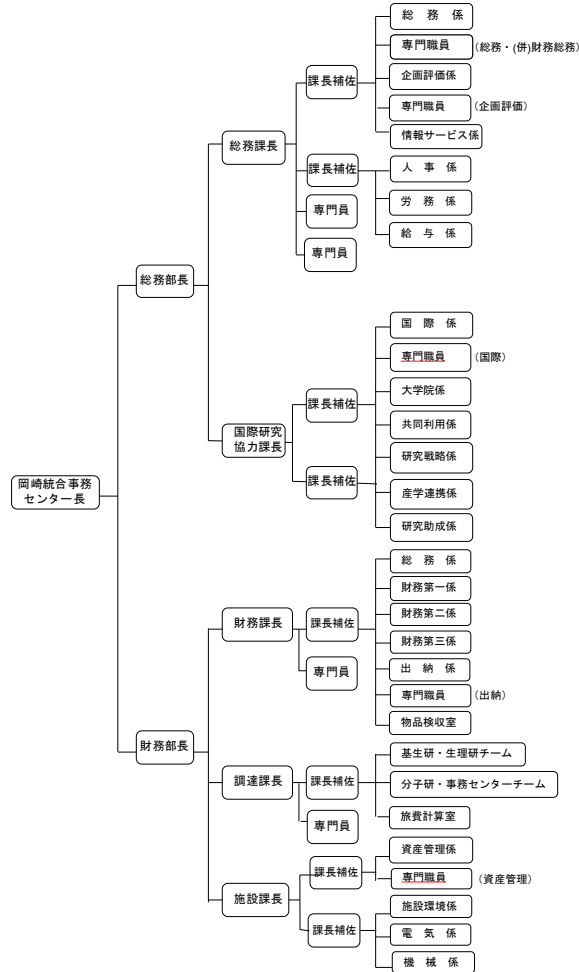 総務係
専門職員 (総務・(併)財務総務)
企画評価係
課長補佐
専門職員 (企画評価)
情報サービス係
総務課長
課長補佐
人事係
労務係
専門員
給与係
専門員
総務部長
国際係
専門職員 (国際)
大学院係
課長補佐
共同利用係
国際研究
協力課長
研究戦略係
課長補佐
産学連携係
研究助成係
岡崎統合事務
センター長
総務係
財務第一係
財務第二係
財務課長
課長補佐
財務第三係
出納係
専門員
専門職員 (出納)
物品検収室
財務部長
基生研・生理研チーム
調達課長
課長補佐
分子研・事務センターチーム
専門員
旅費計算室
資産管理係
課長補佐
専門職員 (資産管理)
施設課長
施設環境係
課長補佐
電気係
機械係